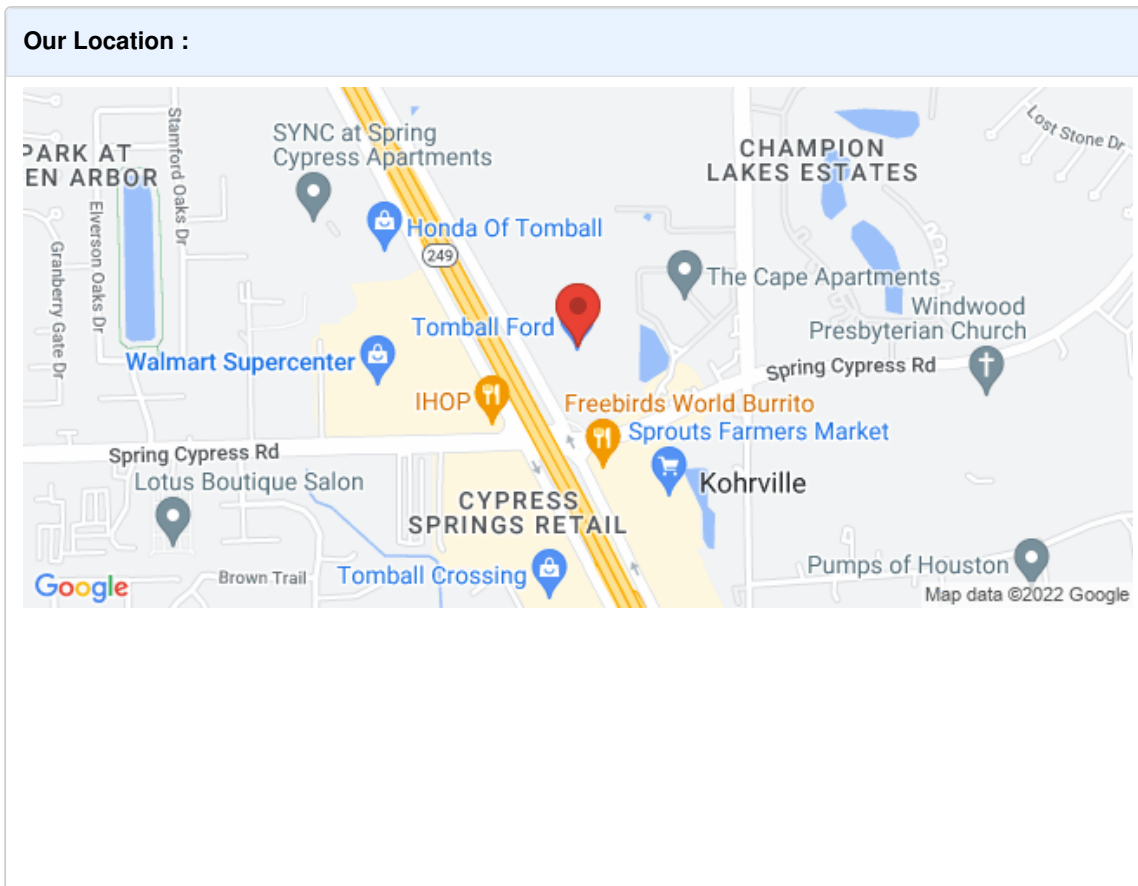 Our Location :
PARK AT
EN ARBOR
Stamford Oaks Dr
Elverson Oaks Dr
Granberry Gate Dr
SYNC at Spring
Cypress Apartments
Honda Of Tomball
249
CHAMPION
LAKES ESTATES
Lost Stone Dr
The Cape Apartments
Windwood
Presbyterian Church
Tomball Ford
Walmart Supercenter
Spring Cypress Rd
IHOP
Freebirds World Burrito
Sprouts Farmers Market
Spring Cypress Rd
Lotus Boutique Salon
Kohrville
CYPRESS
SPRINGS RETAIL
Brown Trail
Tomball Crossing
Pumps of Houston
Google
Map data ©2022 Google